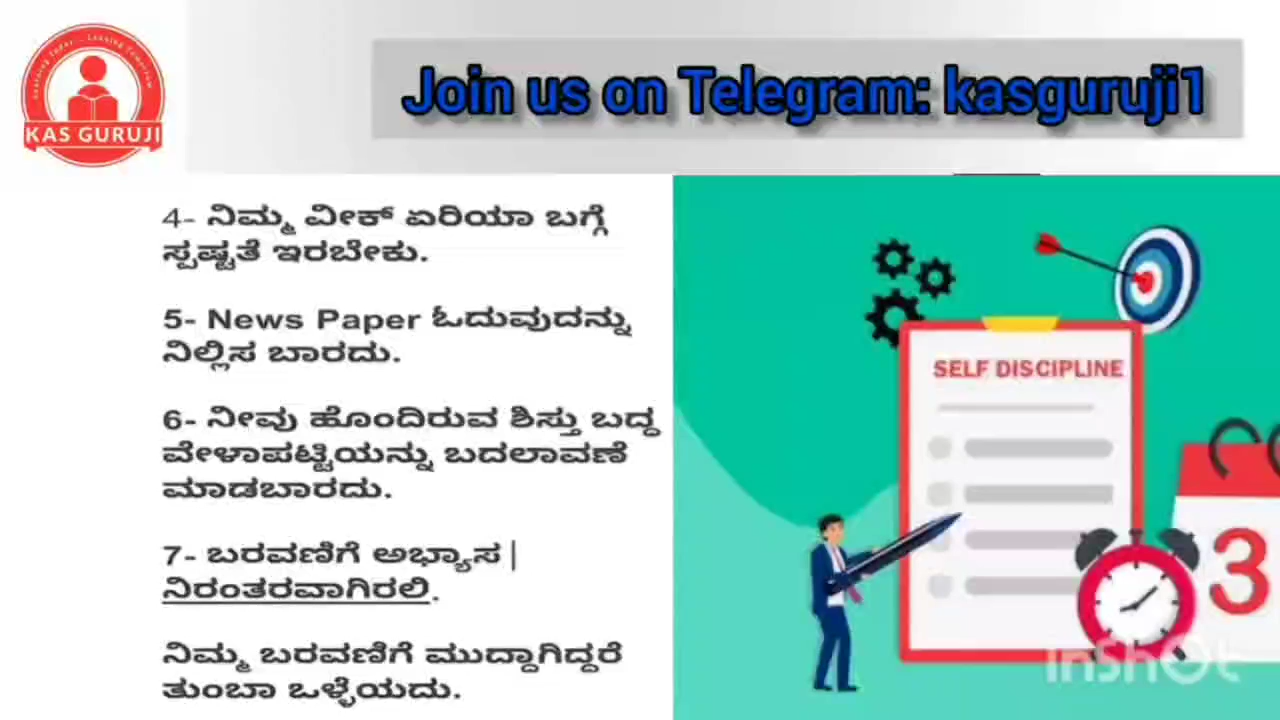 Join us on Telegram: kasguruji1
KAS GURUJI
4- ನಿಮ್ಮ ವೀಕ್ ಏರಿಯಾ ಬಗ್ಗೆ
ಸ್ಪಷ್ಟತೆ ಇರಬೇಕು.
5- News Paper ಓದುವುದನ್ನು
ನಿಲ್ಲಿಸ ಬಾರದು.
6- ನೀವು ಹೊಂದಿರುವ ಶಿಸ್ತು ಬದ್ದ
ವೇಳಾಪಟ್ಟಿಯನ್ನು ಬದಲಾವಣೆ
ಮಾಡಬಾರದು.
7- ಬರವಣಿಗೆ ಅಭ್ಯಾಸ |
ನಿರಂತರವಾಗಿರಲಿ.
ನಿಮ್ಮ ಬರವಣಿಗೆ ಮುದ್ದಾಗಿದ್ದರೆ
ತುಂಬಾ ಒಳ್ಳೆಯದು.
SELF DISCIPLINE
3
InShOt